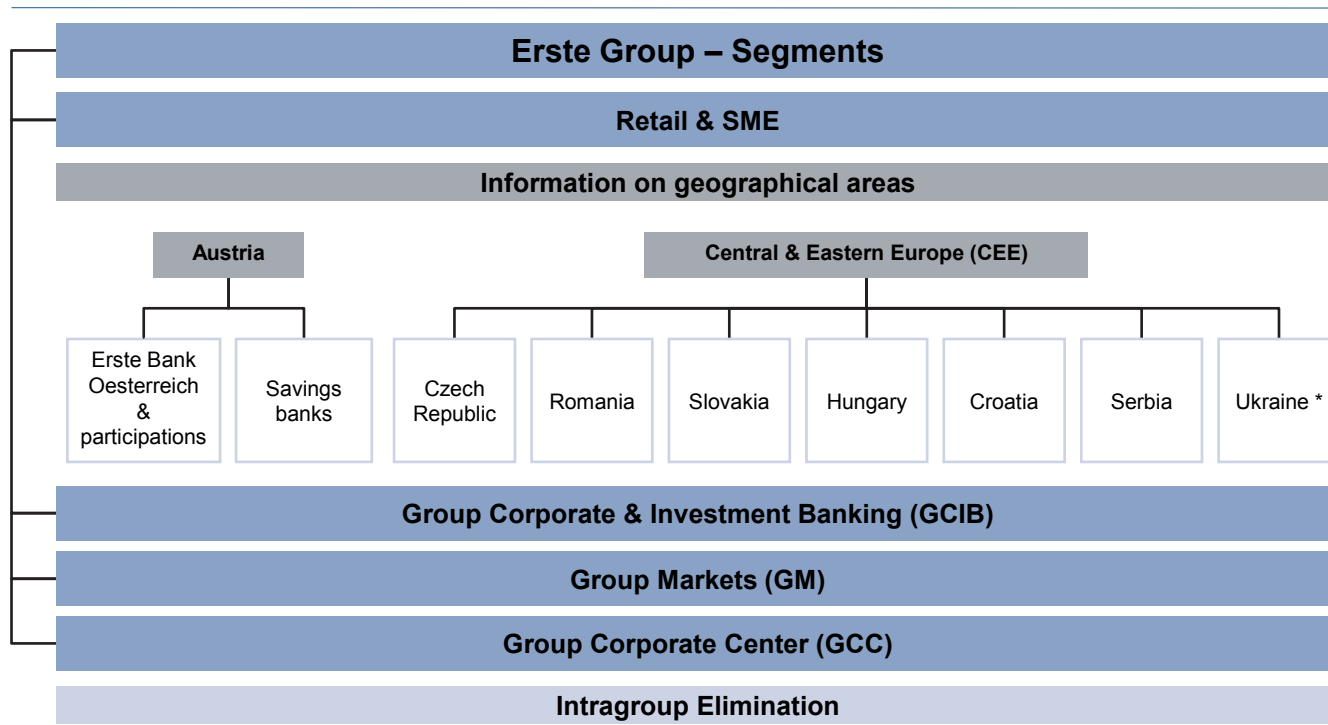 Erste Group – Segments
Retail & SME
Information on geographical areas
Austria
Central & Eastern Europe (CEE)
Erste Bank
Oesterreich
&
participations
Savings
banks
Czech
Republic
Romania
Slovakia
Hungary
Croatia
Serbia
Ukraine *
Group Corporate & Investment Banking (GCIB)
Group Markets (GM)
Group Corporate Center (GCC)
Intragroup Elimination